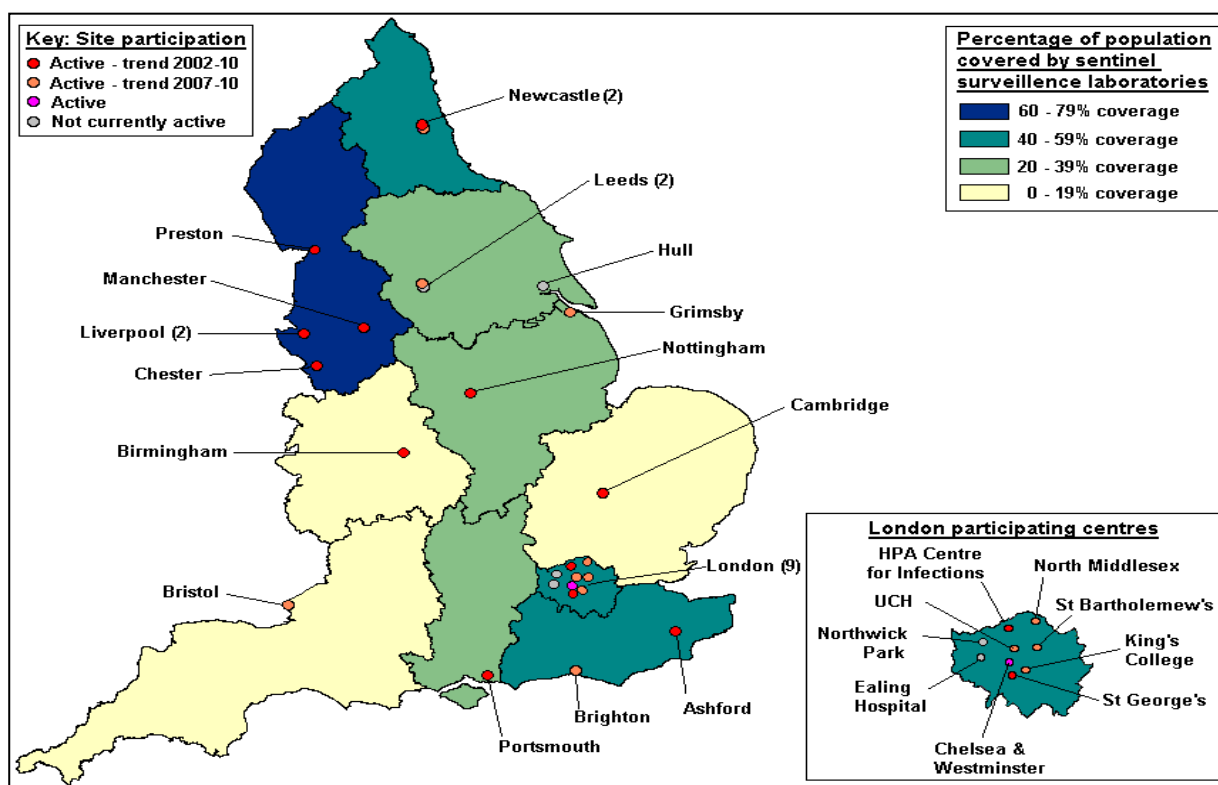 Key: Site participation
Active - trend 2002-10
Active - trend 2007-10
Active
Not currently active
Percentage of population
covered by sentinel
surveillence laboratories
60 - 79% coverage
40 - 59% coverage
20 - 39% coverage
0 - 19% coverage
Newcastle (2)
Leeds (2)
Preston
Hull
Manchester
Grimsby
Liverpool (2)
Nottingham
Chester
Cambridge
Birmingham
London (9)
Bristol
Ashford
Brighton
Portsmouth
London participating centres
HPA Centre
for Infections
North Middlesex
UCH
St Bartholemew's
Northwick
Park
King's
College
Ealing
Hospital
St George's
Chelsea &
Westminster